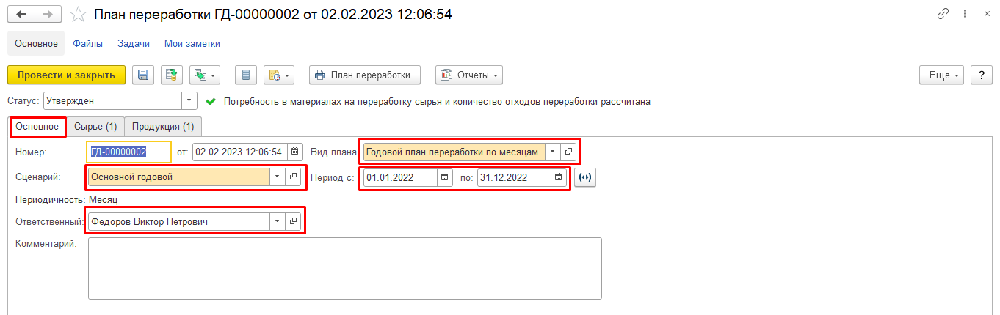 План переработки ГД-00000002 от 02.02.2023 12:06:54
Основное Файлы Задачи Мои заметки
Провести и закрыть План переработки Отчеты Еще ?
Статус: Утвержден Потребность в материалах на переработку сырья и количество отходов переработки рассчитана
Основное Сырье (1) Продукция (1)
Номер: ГД-00000002 от: 02.02.2023 12:06:54 Вид плана: Годовой план переработки по месяцам
Сценарий: Основной годовой Период с: 01.01.2022 по: 31.12.2022
Периодичность: Месяц
Ответственный: Федоров Виктор Петрович
Комментарий: